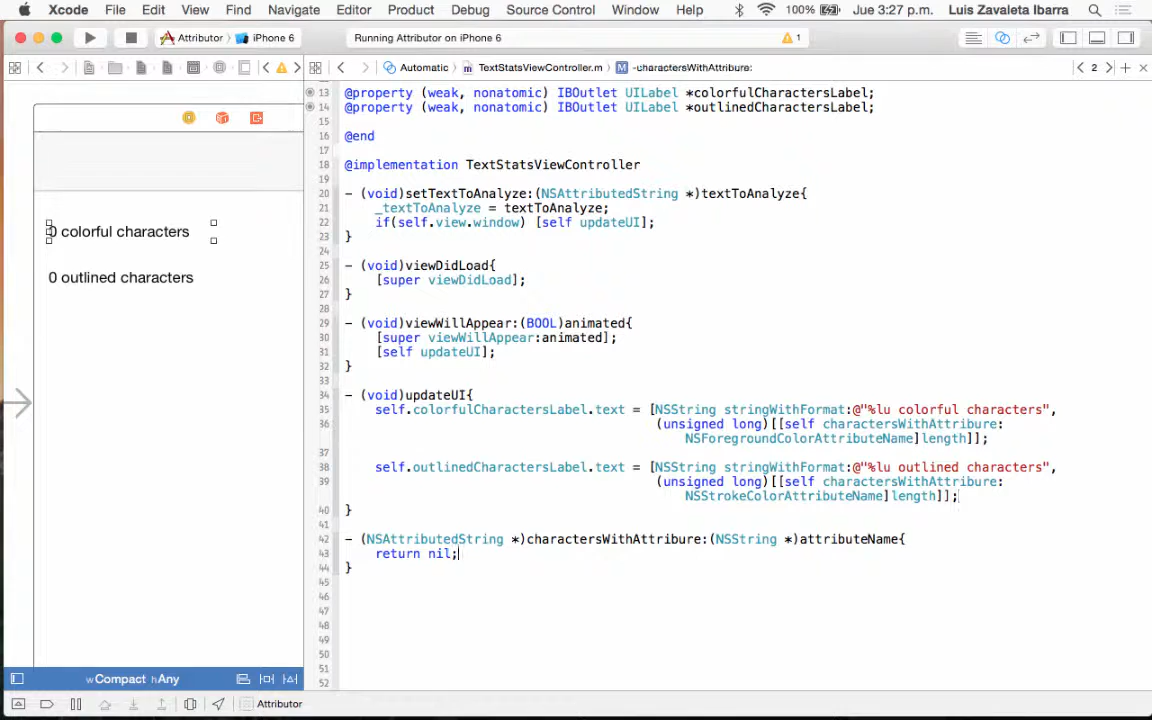 Xcode File Edit View Find Navigate Editor Product Debug Source Control Window Help 100% Jue 3:27 p.m. Luis Zavaleta Ibarra
Attributor iPhone 6 Running Attributor on iPhone 6 1
Automatic TextStatsViewController.m M -charactersWithAttribure: 2
0 colorful characters
0 outlined characters
wCompact hAny
13 @property (weak, nonatomic) IBOutlet UILabel *colorfulCharactersLabel;
14 @property (weak, nonatomic) IBOutlet UILabel *outlinedCharactersLabel;
15
16 @end
17
18 @implementation TextStatsViewController
19
20 - (void)setTextToAnalyze:(NSAttributedString *)textToAnalyze{
21 _textToAnalyze = textToAnalyze;
22 if(self.view.window) [self updateUI];
23 }
24
25 - (void)viewDidLoad{
26 [super viewDidLoad];
27 }
28
29 - (void)viewWillAppear:(BOOL)animated{
30 [super viewWillAppear:animated];
31 [self updateUI];
32 }
33
34 - (void)updateUI{
35 self.colorfulCharactersLabel.text = [NSString stringWithFormat:@"%lu colorful characters",
36 (unsigned long)[[self charactersWithAttribure:
NSForegroundColorAttributeName]length]];
37
38 self.outlinedCharactersLabel.text = [NSString stringWithFormat:@"%lu outlined characters",
39 (unsigned long)[[self charactersWithAttribure:
NSStrokeColorAttributeName]length]];
40 }
41
42 - (NSAttributedString *)charactersWithAttribure:(NSString *)attributeName{
43 return nil;
44 }
45
46
47
48
49
50
51
52
Attributor